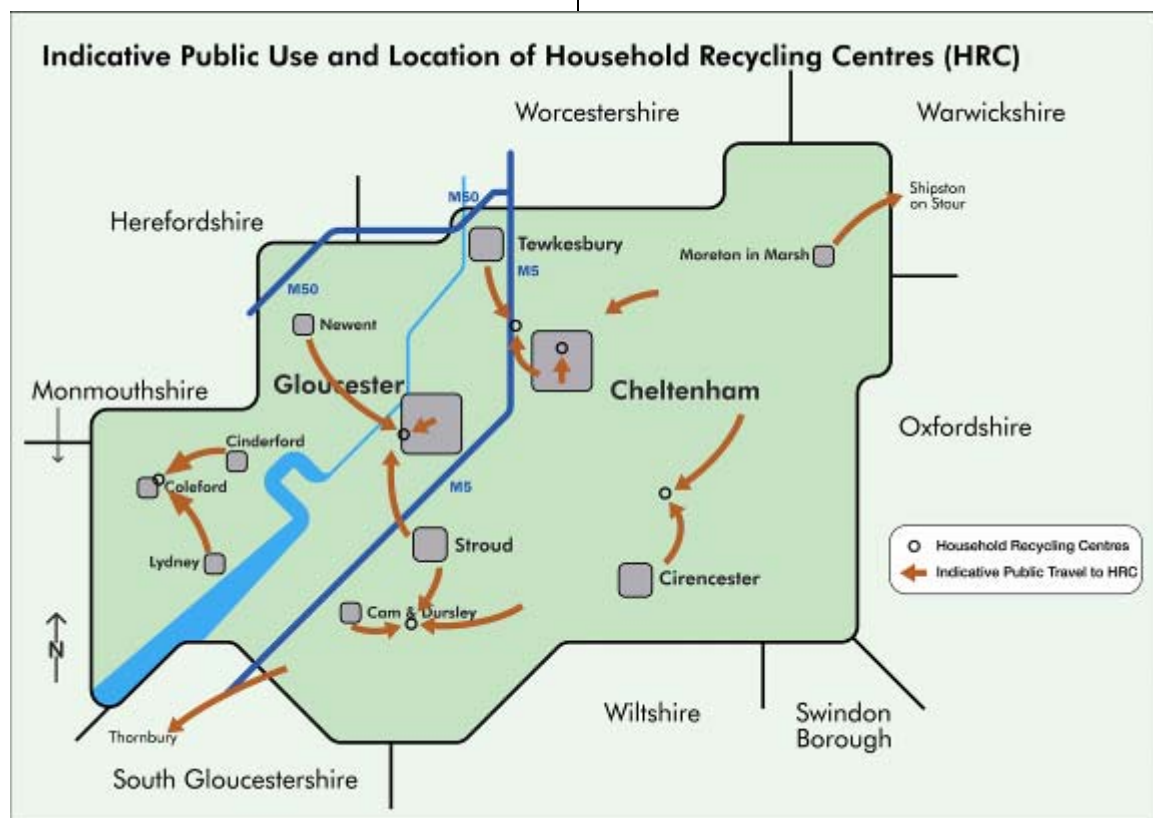 Indicative Public Use and Location of Household Recycling Centres (HRC)
Worcestershire
Warwickshire
Herefordshire
M50
Shipston
on Stour
Tewkesbury
Moreton in Marsh
M5
M50
Newent
Gloucester
Cheltenham
Monmouthshire
Oxfordshire
Cinderford
Coleford
M5
Lydney
Stroud
Household Recycling Centres
Indicative Public Travel to HRC
Cirencester
Cam & Dursley
N
Thornbury
Wiltshire
Swindon
Borough
South Gloucestershire